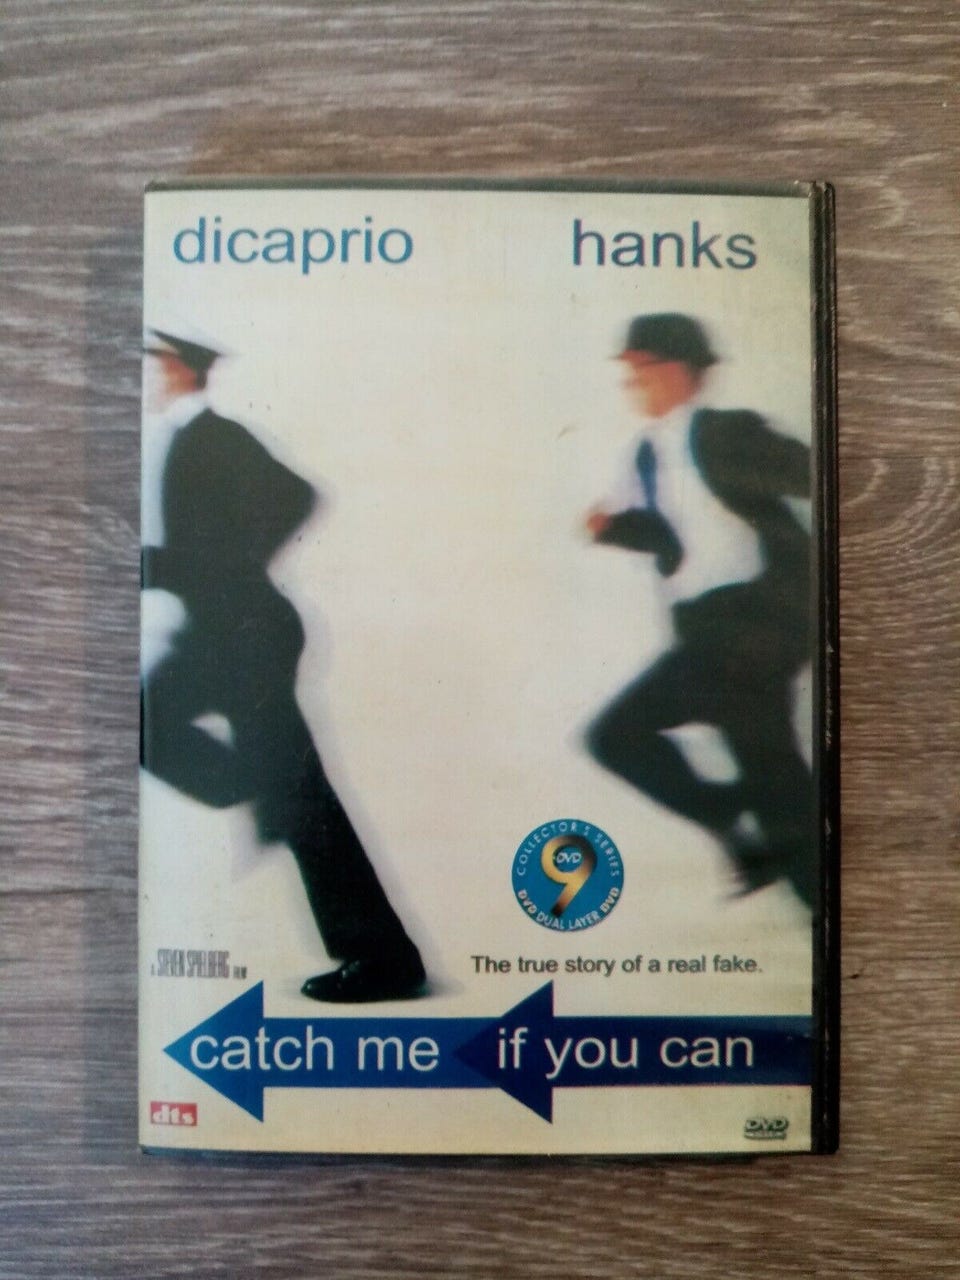 dicaprio
hanks
COLLECTOR'S SERIES
DVD
9
DVD DUAL LAYER DVD
A STEVEN SPIELBERG FILM
The true story of a real fake.
catch me if you can
dts
DVD